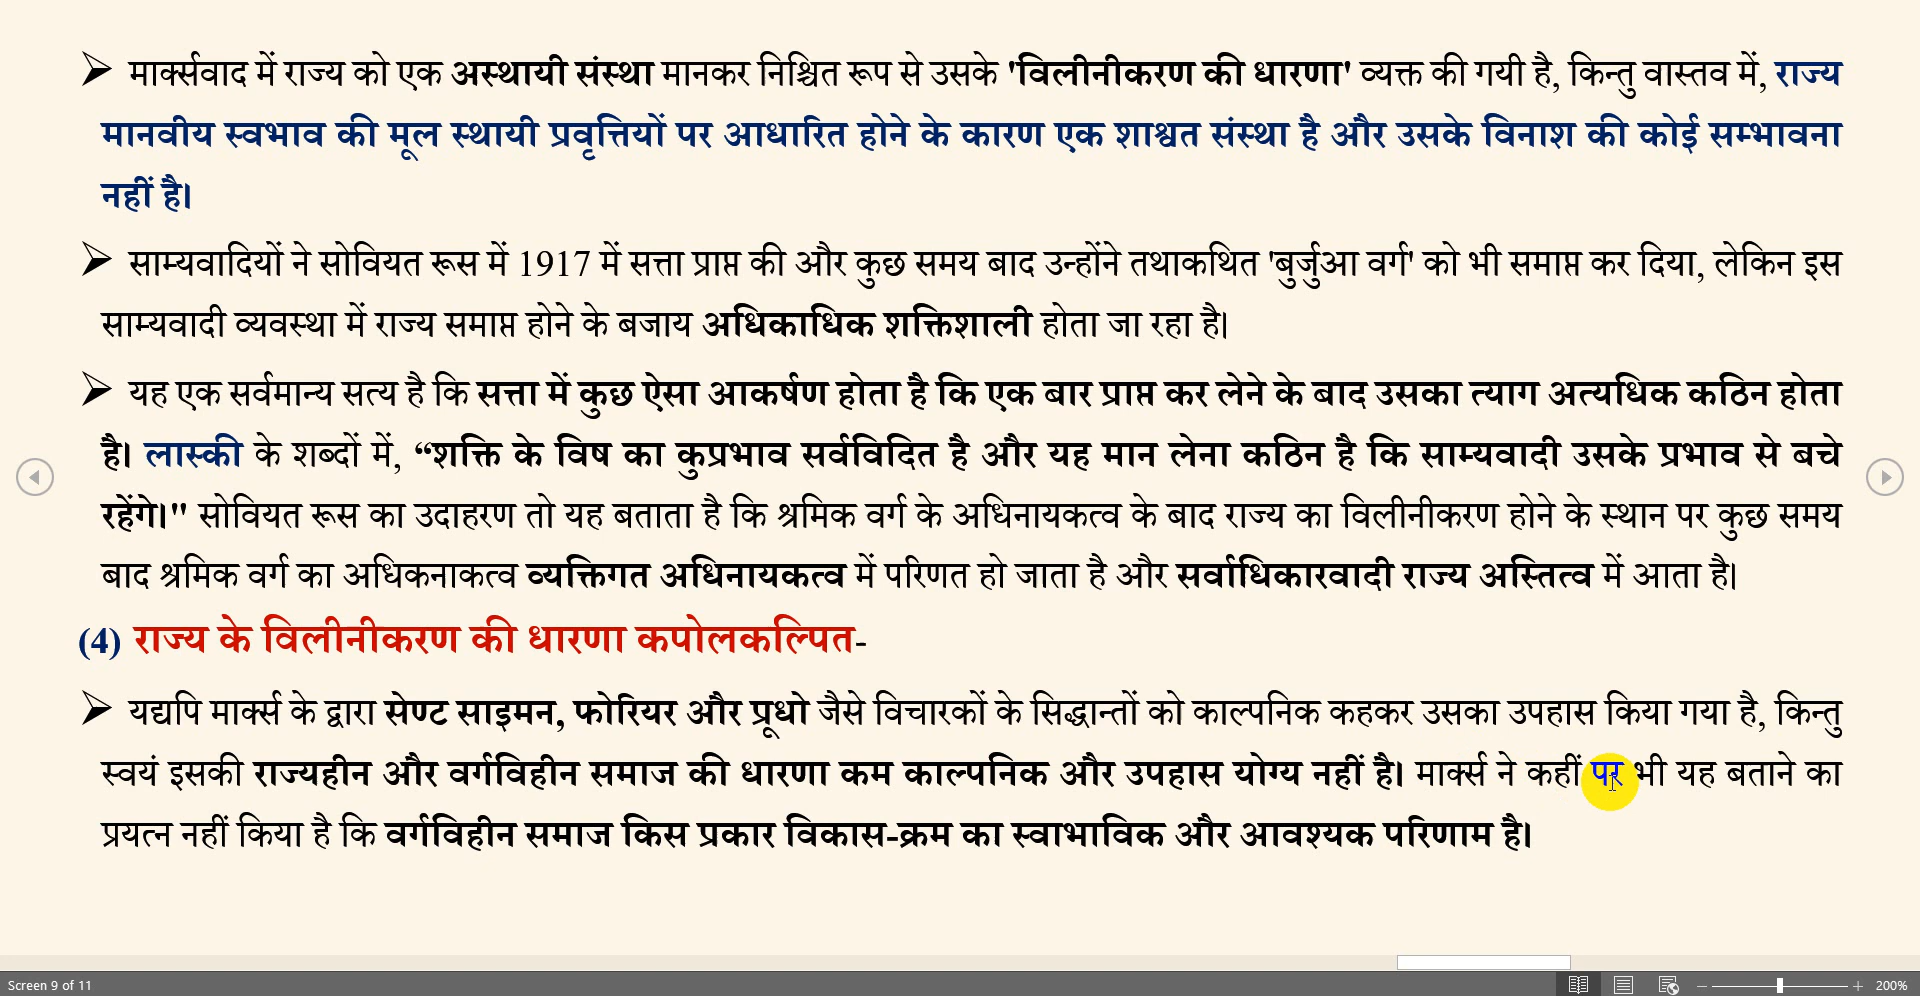 ➢ मार्क्सवाद में राज्य को एक अस्थायी संस्था मानकर निश्चित रूप से उसके 'विलीनीकरण की धारणा' व्यक्त की गयी है, किन्तु वास्तव में, राज्य
मानवीय स्वभाव की मूल स्थायी प्रवृत्तियों पर आधारित होने के कारण एक शाश्वत संस्था है और उसके विनाश की कोई सम्भावना
नहीं है।
➢ साम्यवादियों ने सोवियत रूस में 1917 में सत्ता प्राप्त की और कुछ समय बाद उन्होंने तथाकथित 'बुर्जुआ वर्ग' को भी समाप्त कर दिया, लेकिन इस
साम्यवादी व्यवस्था में राज्य समाप्त होने के बजाय अधिकाधिक शक्तिशाली होता जा रहा है।
➢ यह एक सर्वमान्य सत्य है कि सत्ता में कुछ ऐसा आकर्षण होता है कि एक बार प्राप्त कर लेने के बाद उसका त्याग अत्यधिक कठिन होता
है। लास्की के शब्दों में, “शक्ति के विष का कुप्रभाव सर्वविदित है और यह मान लेना कठिन है कि साम्यवादी उसके प्रभाव से बचे
रहेंगे।" सोवियत रूस का उदाहरण तो यह बताता है कि श्रमिक वर्ग के अधिनायकत्व के बाद राज्य का विलीनीकरण होने के स्थान पर कुछ समय
बाद श्रमिक वर्ग का अधिकनाकत्व व्यक्तिगत अधिनायकत्व में परिणत हो जाता है और सर्वाधिकारवादी राज्य अस्तित्व में आता है।
(4) राज्य के विलीनीकरण की धारणा कपोलकल्पित-
➢ यद्यपि मार्क्स के द्वारा सेण्ट साइमन, फोरियर और प्रूधो जैसे विचारकों के सिद्धान्तों को काल्पनिक कहकर उसका उपहास किया गया है, किन्तु
स्वयं इसकी राज्यहीन और वर्गविहीन समाज की धारणा कम काल्पनिक और उपहास योग्य नहीं है। मार्क्स ने कहीं पर भी यह बताने का
प्रयत्न नहीं किया है कि वर्गविहीन समाज किस प्रकार विकास-क्रम का स्वाभाविक और आवश्यक परिणाम है।
Screen 9 of 11
200%